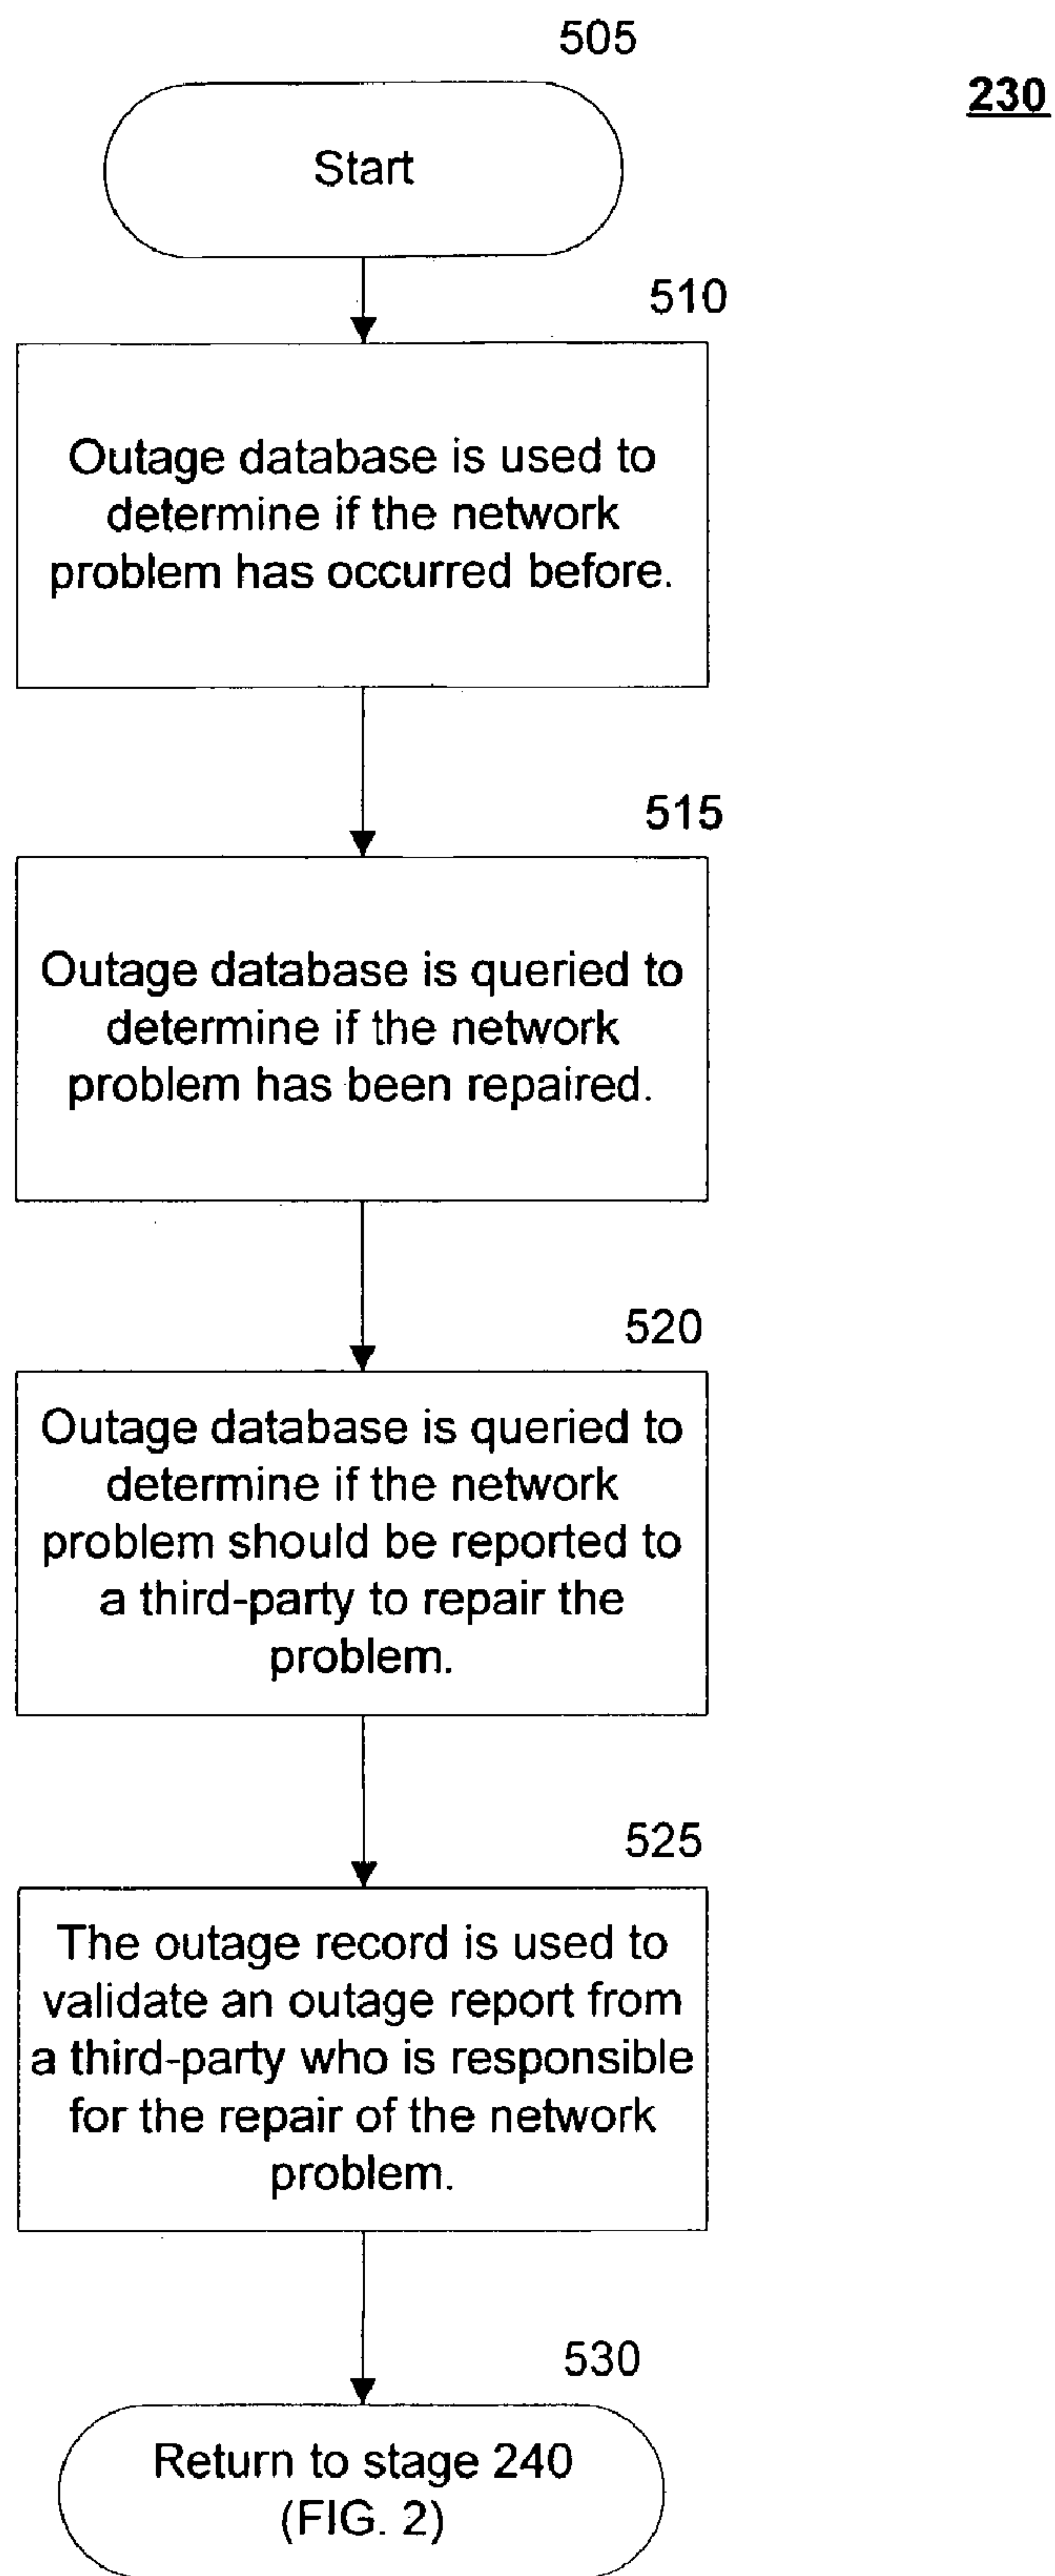 505
230
Start
510
Outage database is used to
determine if the network
problem has occurred before.
515
Outage database is queried to
determine if the network
problem has been repaired.
520
Outage database is queried to
determine if the network
problem should be reported to
a third-party to repair the
problem.
525
The outage record is used to
validate an outage report from
a third-party who is responsible
for the repair of the network
problem.
530
Return to stage 240
(FIG. 2)